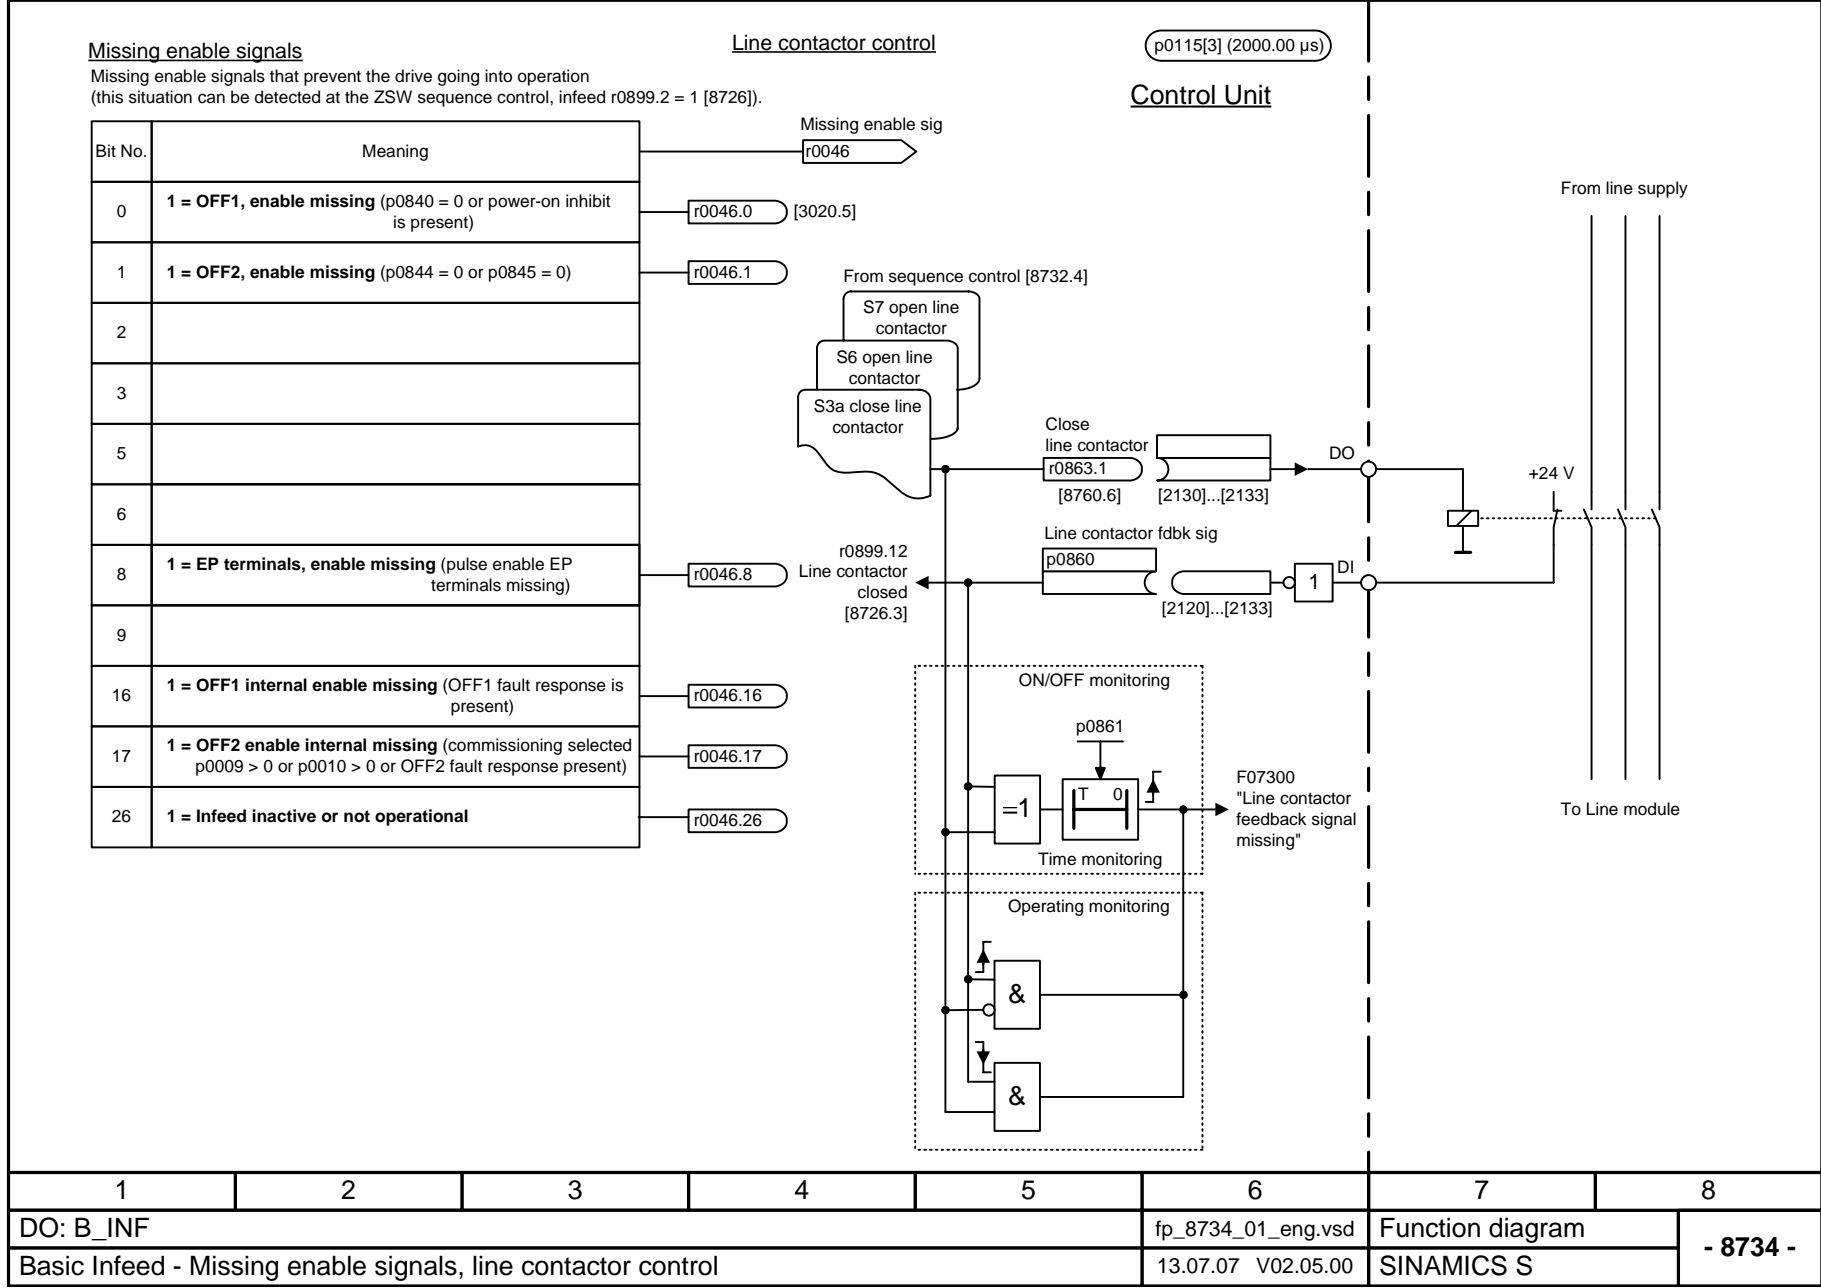 Missing enable signals
Missing enable signals that prevent the drive going into operation
(this situation can be detected at the ZSW sequence control, infeed r0899.2 = 1 [8726]).
Line contactor control
p0115[3] (2000.00 µs)
Control Unit
Bit No.
Meaning
Missing enable sig
r0046
0
1 = OFF1, enable missing (p0840 = 0 or power-on inhibit
is present)
r0046.0
[3020.5]
1
1 = OFF2, enable missing (p0844 = 0 or p0845 = 0)
r0046.1
2
3
5
6
8
1 = EP terminals, enable missing (pulse enable EP
terminals missing)
r0046.8
9
16
1 = OFF1 internal enable missing (OFF1 fault response is
present)
r0046.16
17
1 = OFF2 enable internal missing (commissioning selected
p0009 > 0 or p0010 > 0 or OFF2 fault response present)
r0046.17
26
1 = Infeed inactive or not operational
r0046.26
From sequence control [8732.4]
S7 open line
contactor
S6 open line
contactor
S3a close line
contactor
Close
line contactor
r0863.1
[8760.6]
[2130]...[2133]
DO
Line contactor fdbk sig
p0860
[2120]...[2133]
1
DI
r0899.12
Line contactor
closed
[8726.3]
ON/OFF monitoring
p0861
=1
T 0
Time monitoring
F07300
"Line contactor
feedback signal
missing"
Operating monitoring
&
&
From line supply
+24 V
To Line module
1
2
3
4
5
6
7
8
DO: B_INF
fp_8734_01_eng.vsd
Function diagram
- 8734 -
Basic Infeed - Missing enable signals, line contactor control
13.07.07 V02.05.00
SINAMICS S